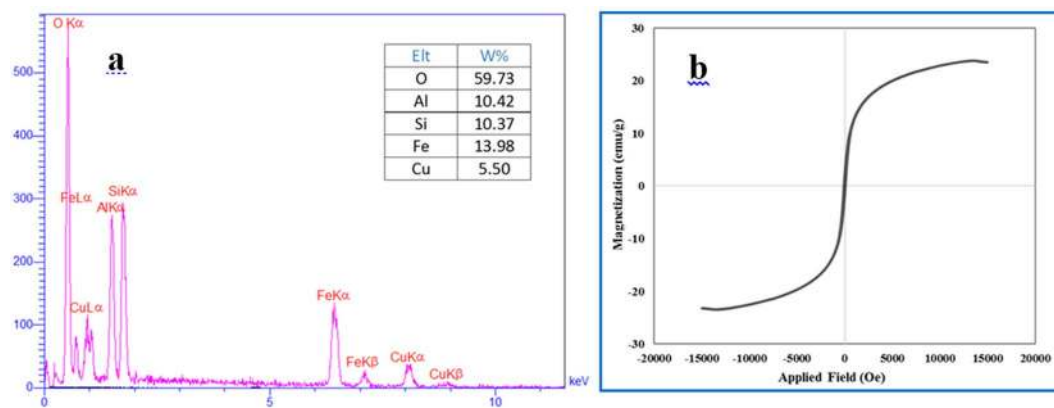 a
O Kα
FeLα
CuLα
AlKα
SiKα
FeKα
FeKβ
CuKα
CuKβ
500
400
300
200
100
0
0
5
10
keV
Elt W%
O 59.73
Al 10.42
Si 10.37
Fe 13.98
Cu 5.50
b
Magnetization (emu/g)
30
20
10
0
-10
-20
-30
-20000 -15000 -10000 -5000 0 5000 10000 15000 20000
Applied Field (Oe)